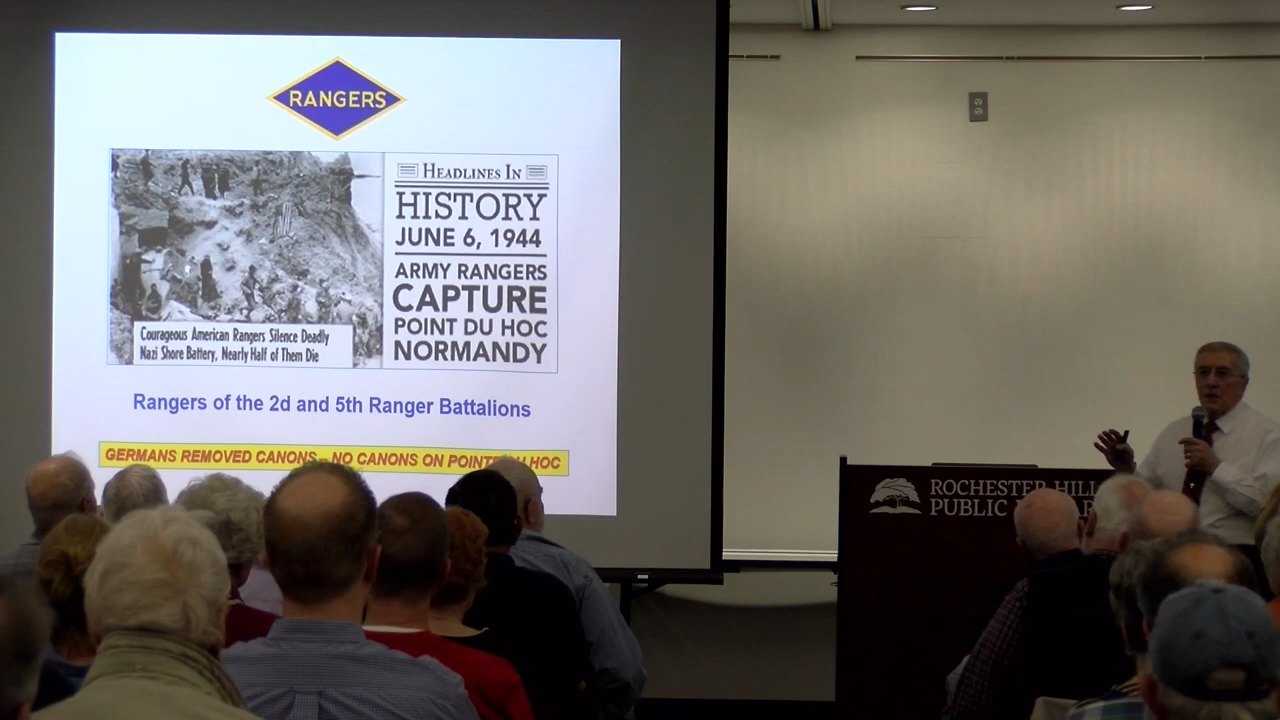 RANGERS
HEADLINES IN
HISTORY
JUNE 6, 1944
ARMY RANGERS
CAPTURE
POINT DU HOC
NORMANDY
Courageous American Rangers Silence Deadly
Nazi Shore Battery, Nearly Half of Them Die
Rangers of the 2d and 5th Ranger Battalions
GERMANS REMOVED CANONS – NO CANONS ON POINTE HOC
ROCHESTER
PUBLIC